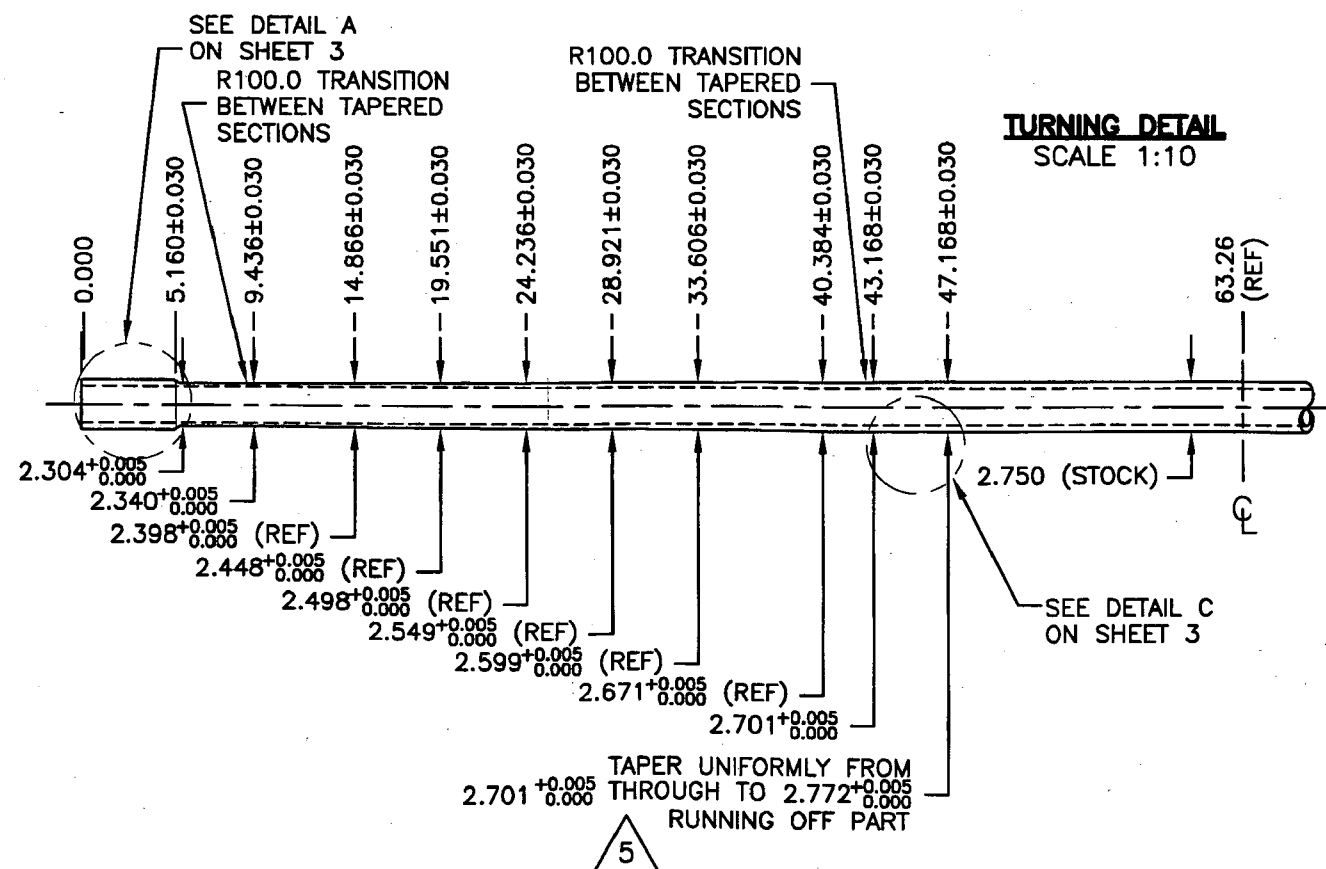 SEE DETAIL A
ON SHEET 3
R100.0 TRANSITION
BETWEEN TAPERED
SECTIONS
R100.0 TRANSITION
BETWEEN TAPERED
SECTIONS
TURNING DETAIL
SCALE 1:10
0.000
5.160±0.030
9.436±0.030
14.866±0.030
19.551±0.030
24.236±0.030
28.921±0.030
33.606±0.030
40.384±0.030
43.168±0.030
47.168±0.030
63.26
(REF)
2.304+0.005 0.000
2.340+0.005 0.000
2.398+0.005 0.000 (REF)
2.448+0.005 0.000 (REF)
2.498+0.005 0.000 (REF)
2.549+0.005 0.000 (REF)
2.599+0.005 0.000 (REF)
2.671+0.005 0.000 (REF)
2.701+0.005 0.000
2.750 (STOCK)
℄
SEE DETAIL C
ON SHEET 3
TAPER UNIFORMLY FROM
2.701 +0.005 0.000 THROUGH TO 2.772+0.005 0.000
RUNNING OFF PART
5